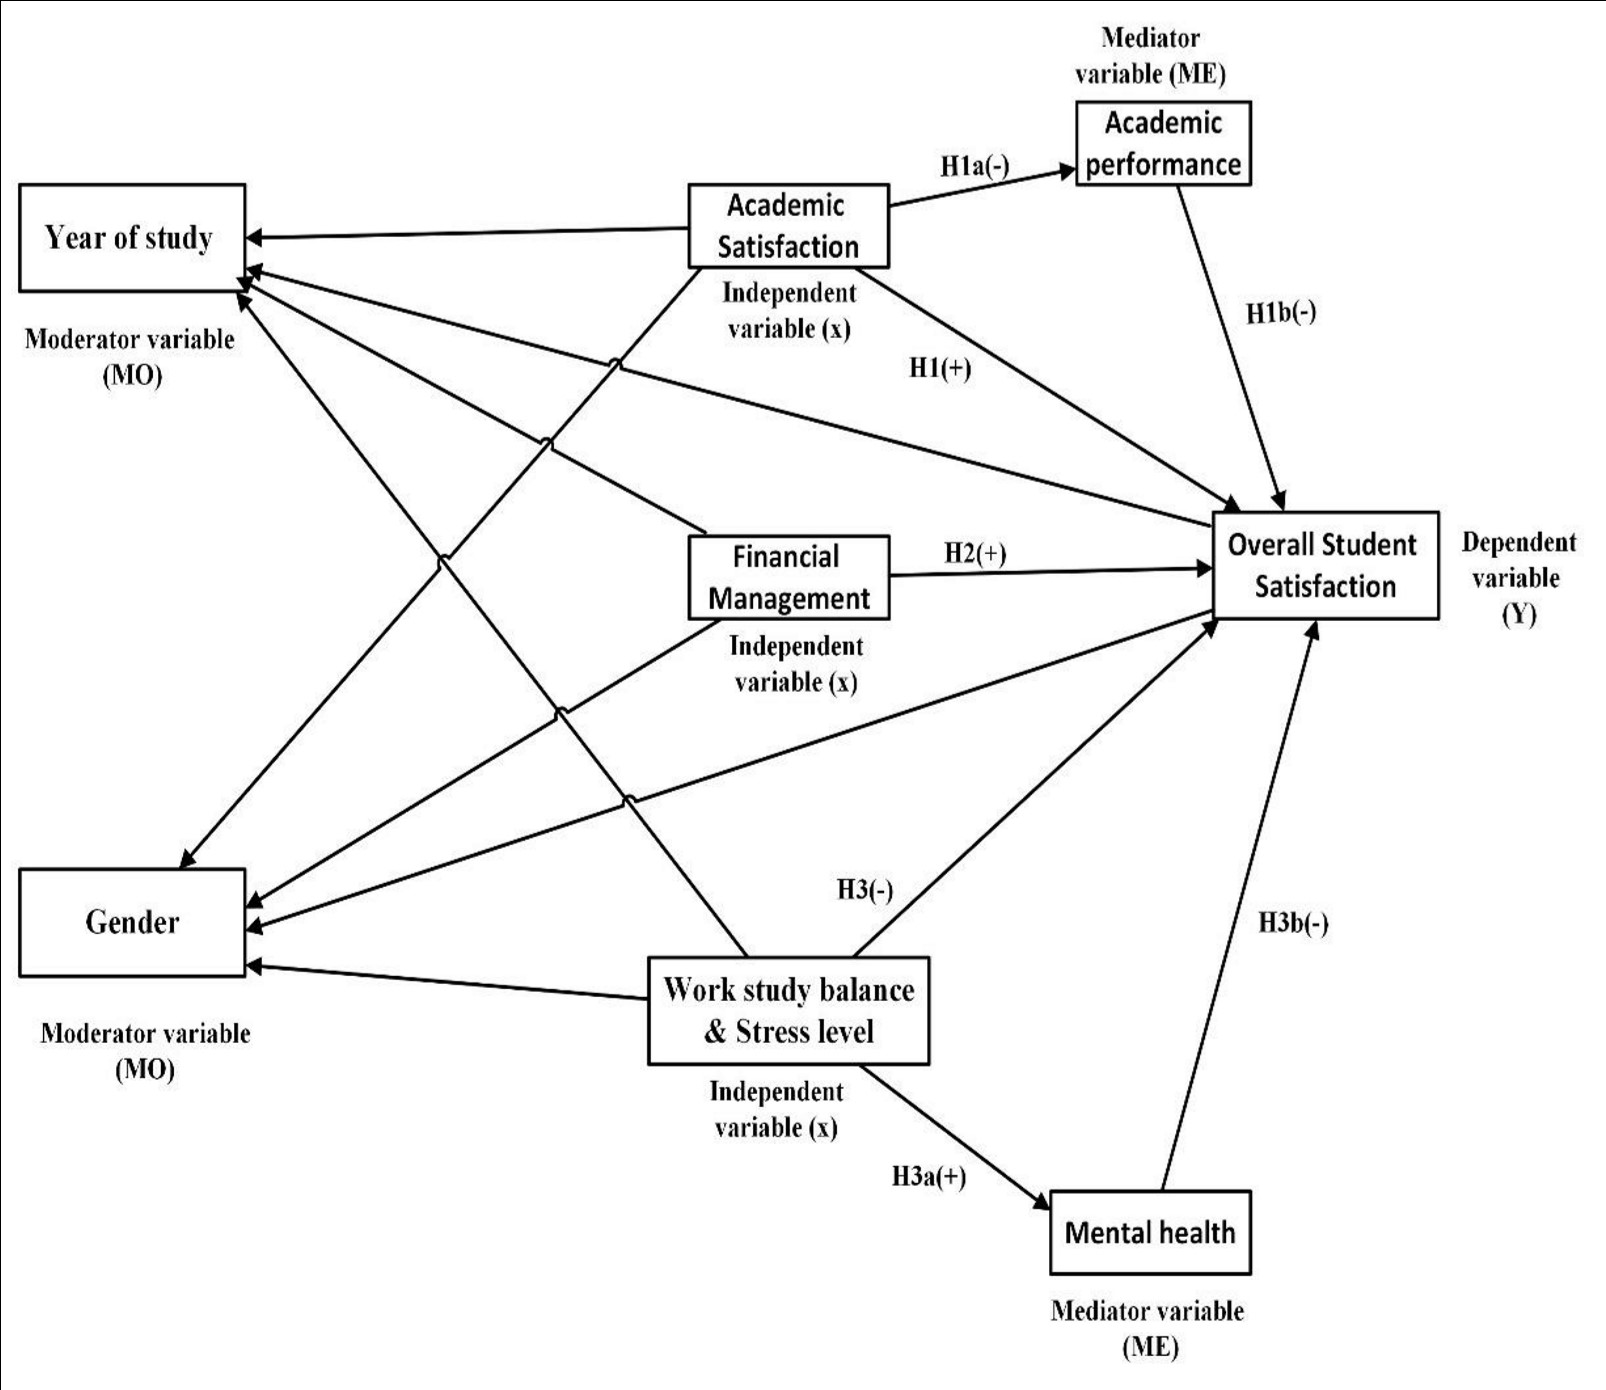 Mediator
variable (ME)
Academic
performance
H1a(-)
Academic
Satisfaction
Year of study
Independent
variable (x)
H1b(-)
Moderator variable
(MO)
H1(+)
Overall Student
Satisfaction
Dependent
variable
(Y)
H2(+)
Financial
Management
Independent
variable (x)
H3(-)
Gender
H3b(-)
Work study balance
& Stress level
Moderator variable
(MO)
Independent
variable (x)
H3a(+)
Mental health
Mediator variable
(ME)